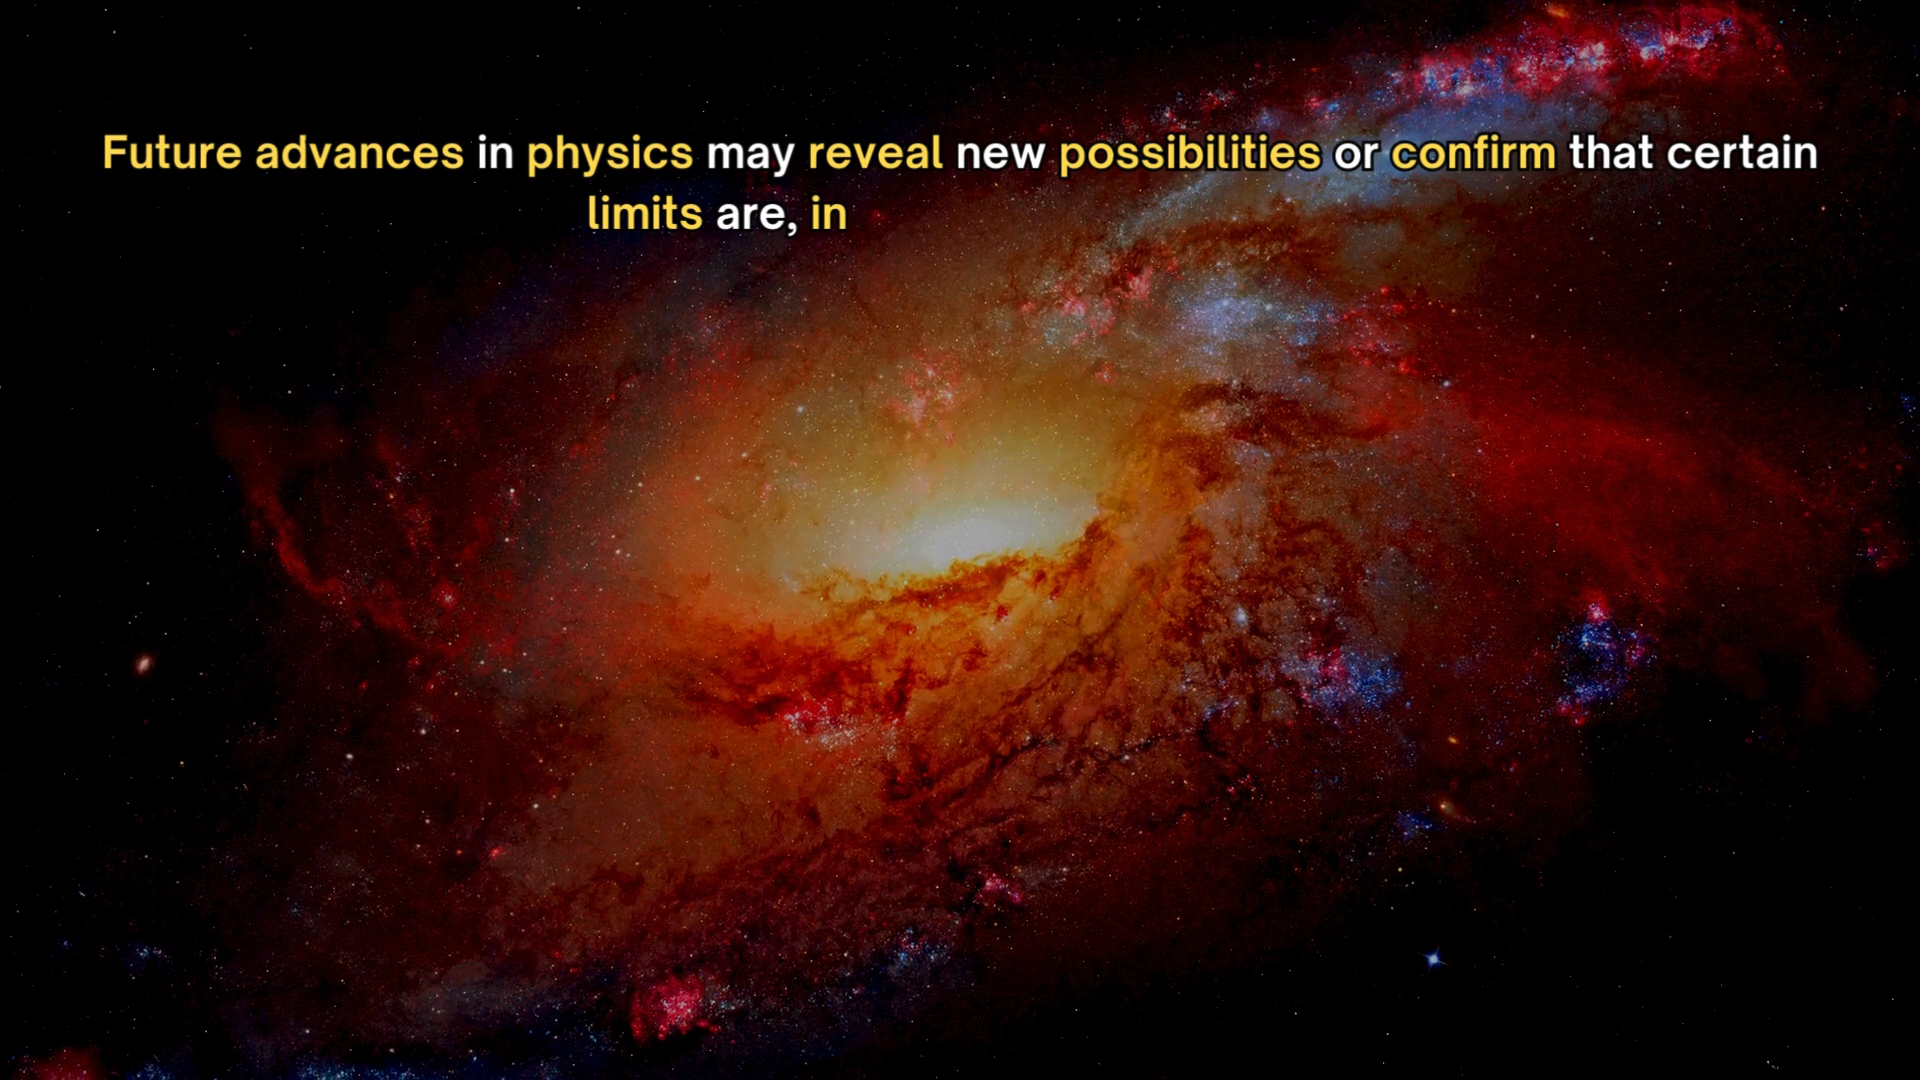 Future advances in physics may reveal new possibilities or confirm that certain
limits are, in